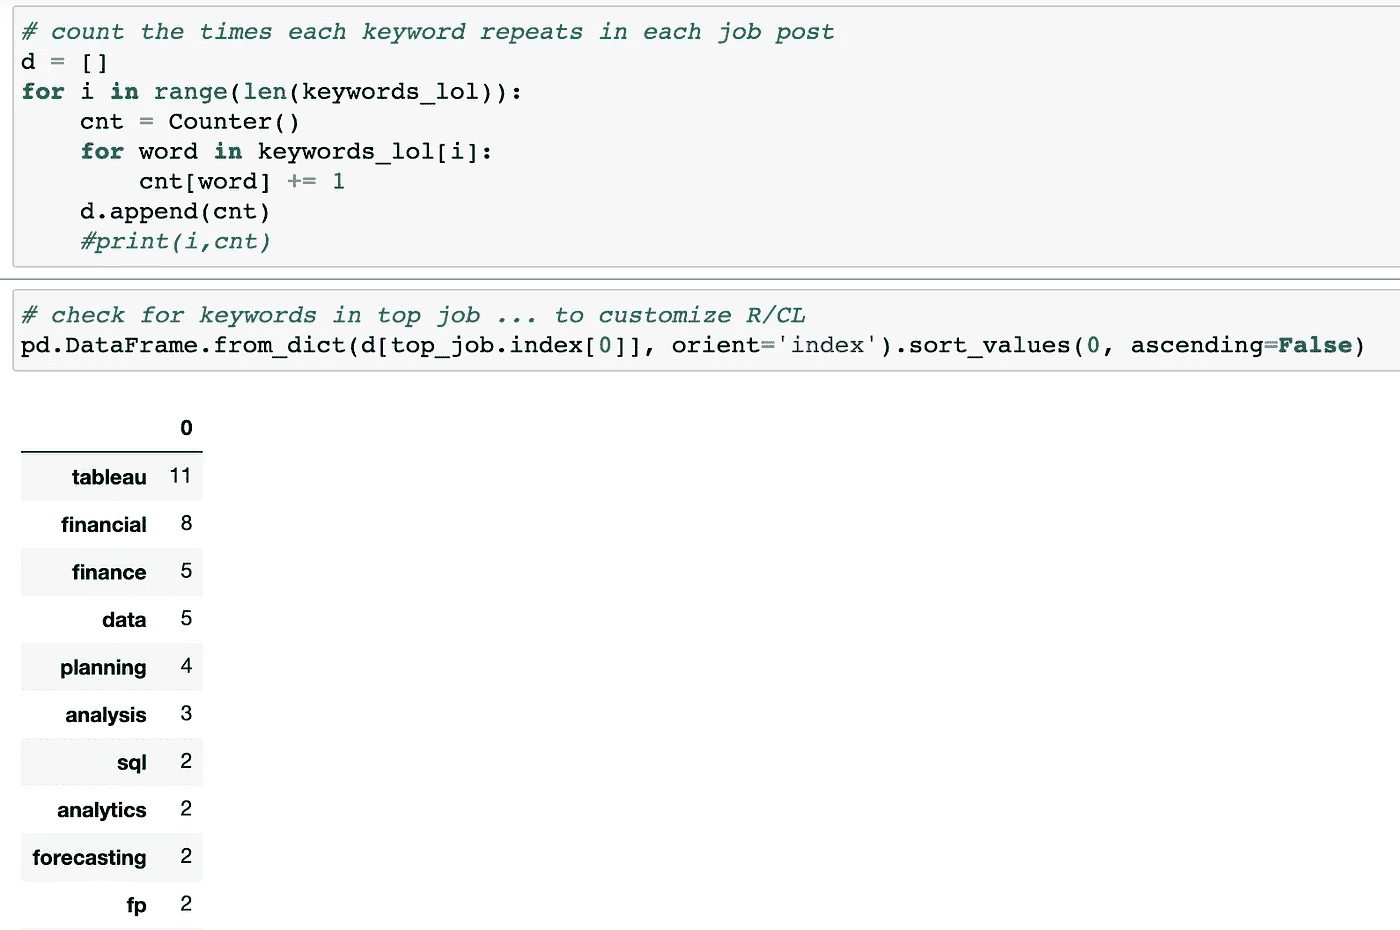 # count the times each keyword repeats in each job post
d = []
for i in range(len(keywords_lol)):
    cnt = Counter()
    for word in keywords_lol[i]:
        cnt[word] += 1
    d.append(cnt)
    #print(i,cnt)
# check for keywords in top job ... to customize R/CL
pd.DataFrame.from_dict(d[top_job.index[0]], orient='index').sort_values(0, ascending=False)
0
tableau 11
financial 8
finance 5
data 5
planning 4
analysis 3
sql 2
analytics 2
forecasting 2
fp 2